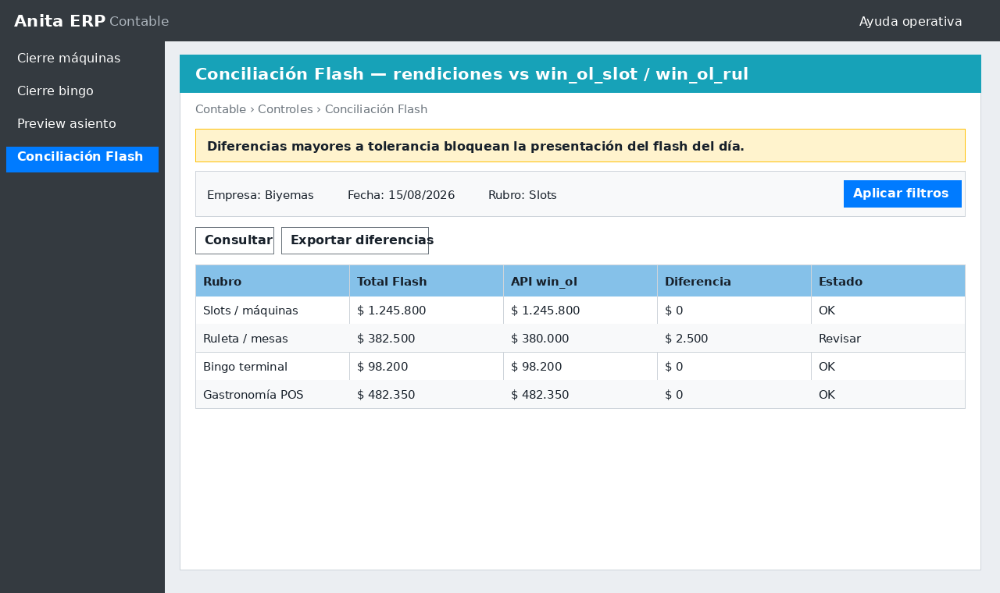 Anita ERP Contable
Ayuda operativa
Cierre máquinas
Cierre bingo
Preview asiento
Conciliación Flash
Conciliación Flash — rendiciones vs win_ol_slot / win_ol_rul
Contable › Controles › Conciliación Flash
Diferencias mayores a tolerancia bloquean la presentación del flash del día.
Empresa: Biyemas Fecha: 15/08/2026 Rubro: Slots Aplicar filtros
Consultar Exportar diferencias
Rubro Total Flash API win_ol Diferencia Estado
Slots / máquinas $ 1.245.800 $ 1.245.800 $ 0 OK
Ruleta / mesas $ 382.500 $ 380.000 $ 2.500 Revisar
Bingo terminal $ 98.200 $ 98.200 $ 0 OK
Gastronomía POS $ 482.350 $ 482.350 $ 0 OK